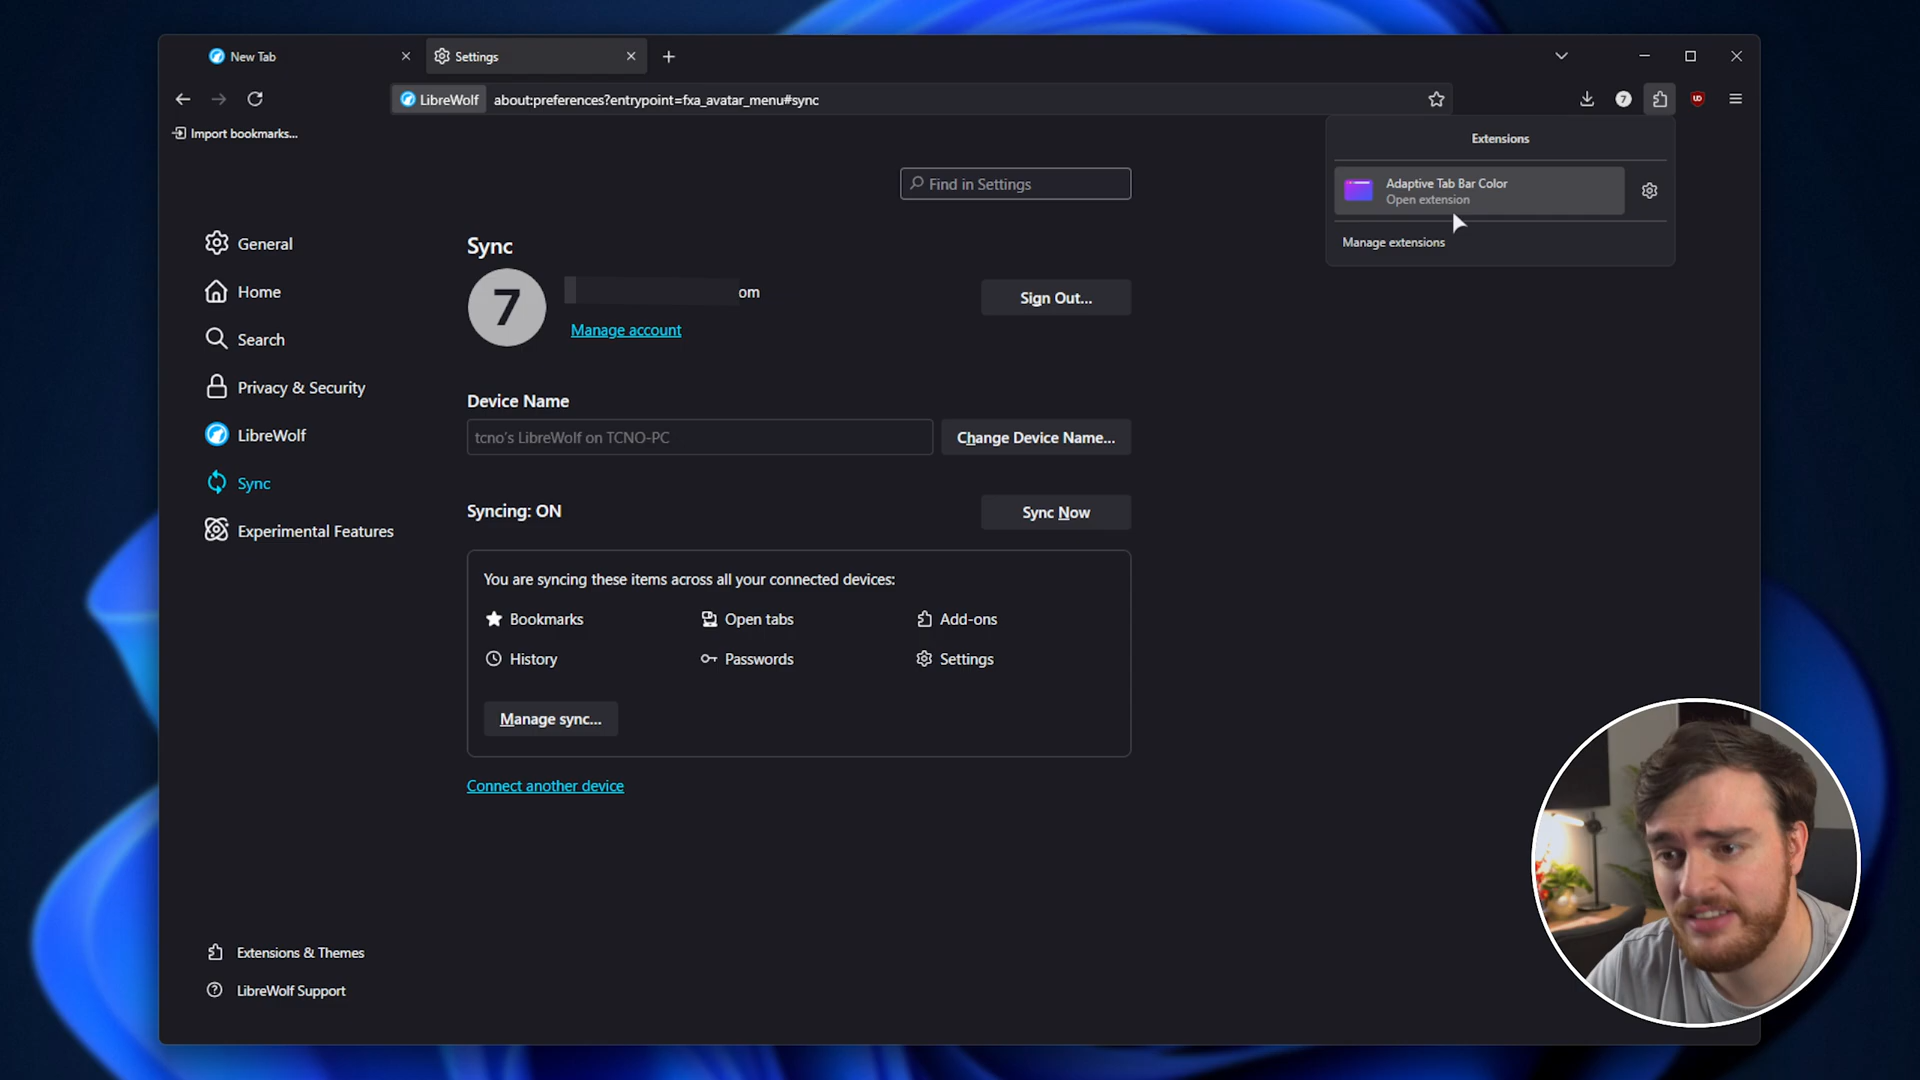 New Tab
Settings
LibreWolf about:preferences?entrypoint=fxa_avatar_menu#sync
7
Import bookmarks...
Extensions
Adaptive Tab Bar Color
Open extension
Manage extensions
Find in Settings
General
Home
Search
Privacy & Security
LibreWolf
Sync
Experimental Features
Extensions & Themes
LibreWolf Support
Sync
7
om
Manage account
Sign Out...
Device Name
tcno's LibreWolf on TCNO-PC
Change Device Name...
Syncing: ON
Sync Now
You are syncing these items across all your connected devices:
Bookmarks Open tabs Add-ons
History Passwords Settings
Manage sync...
Connect another device